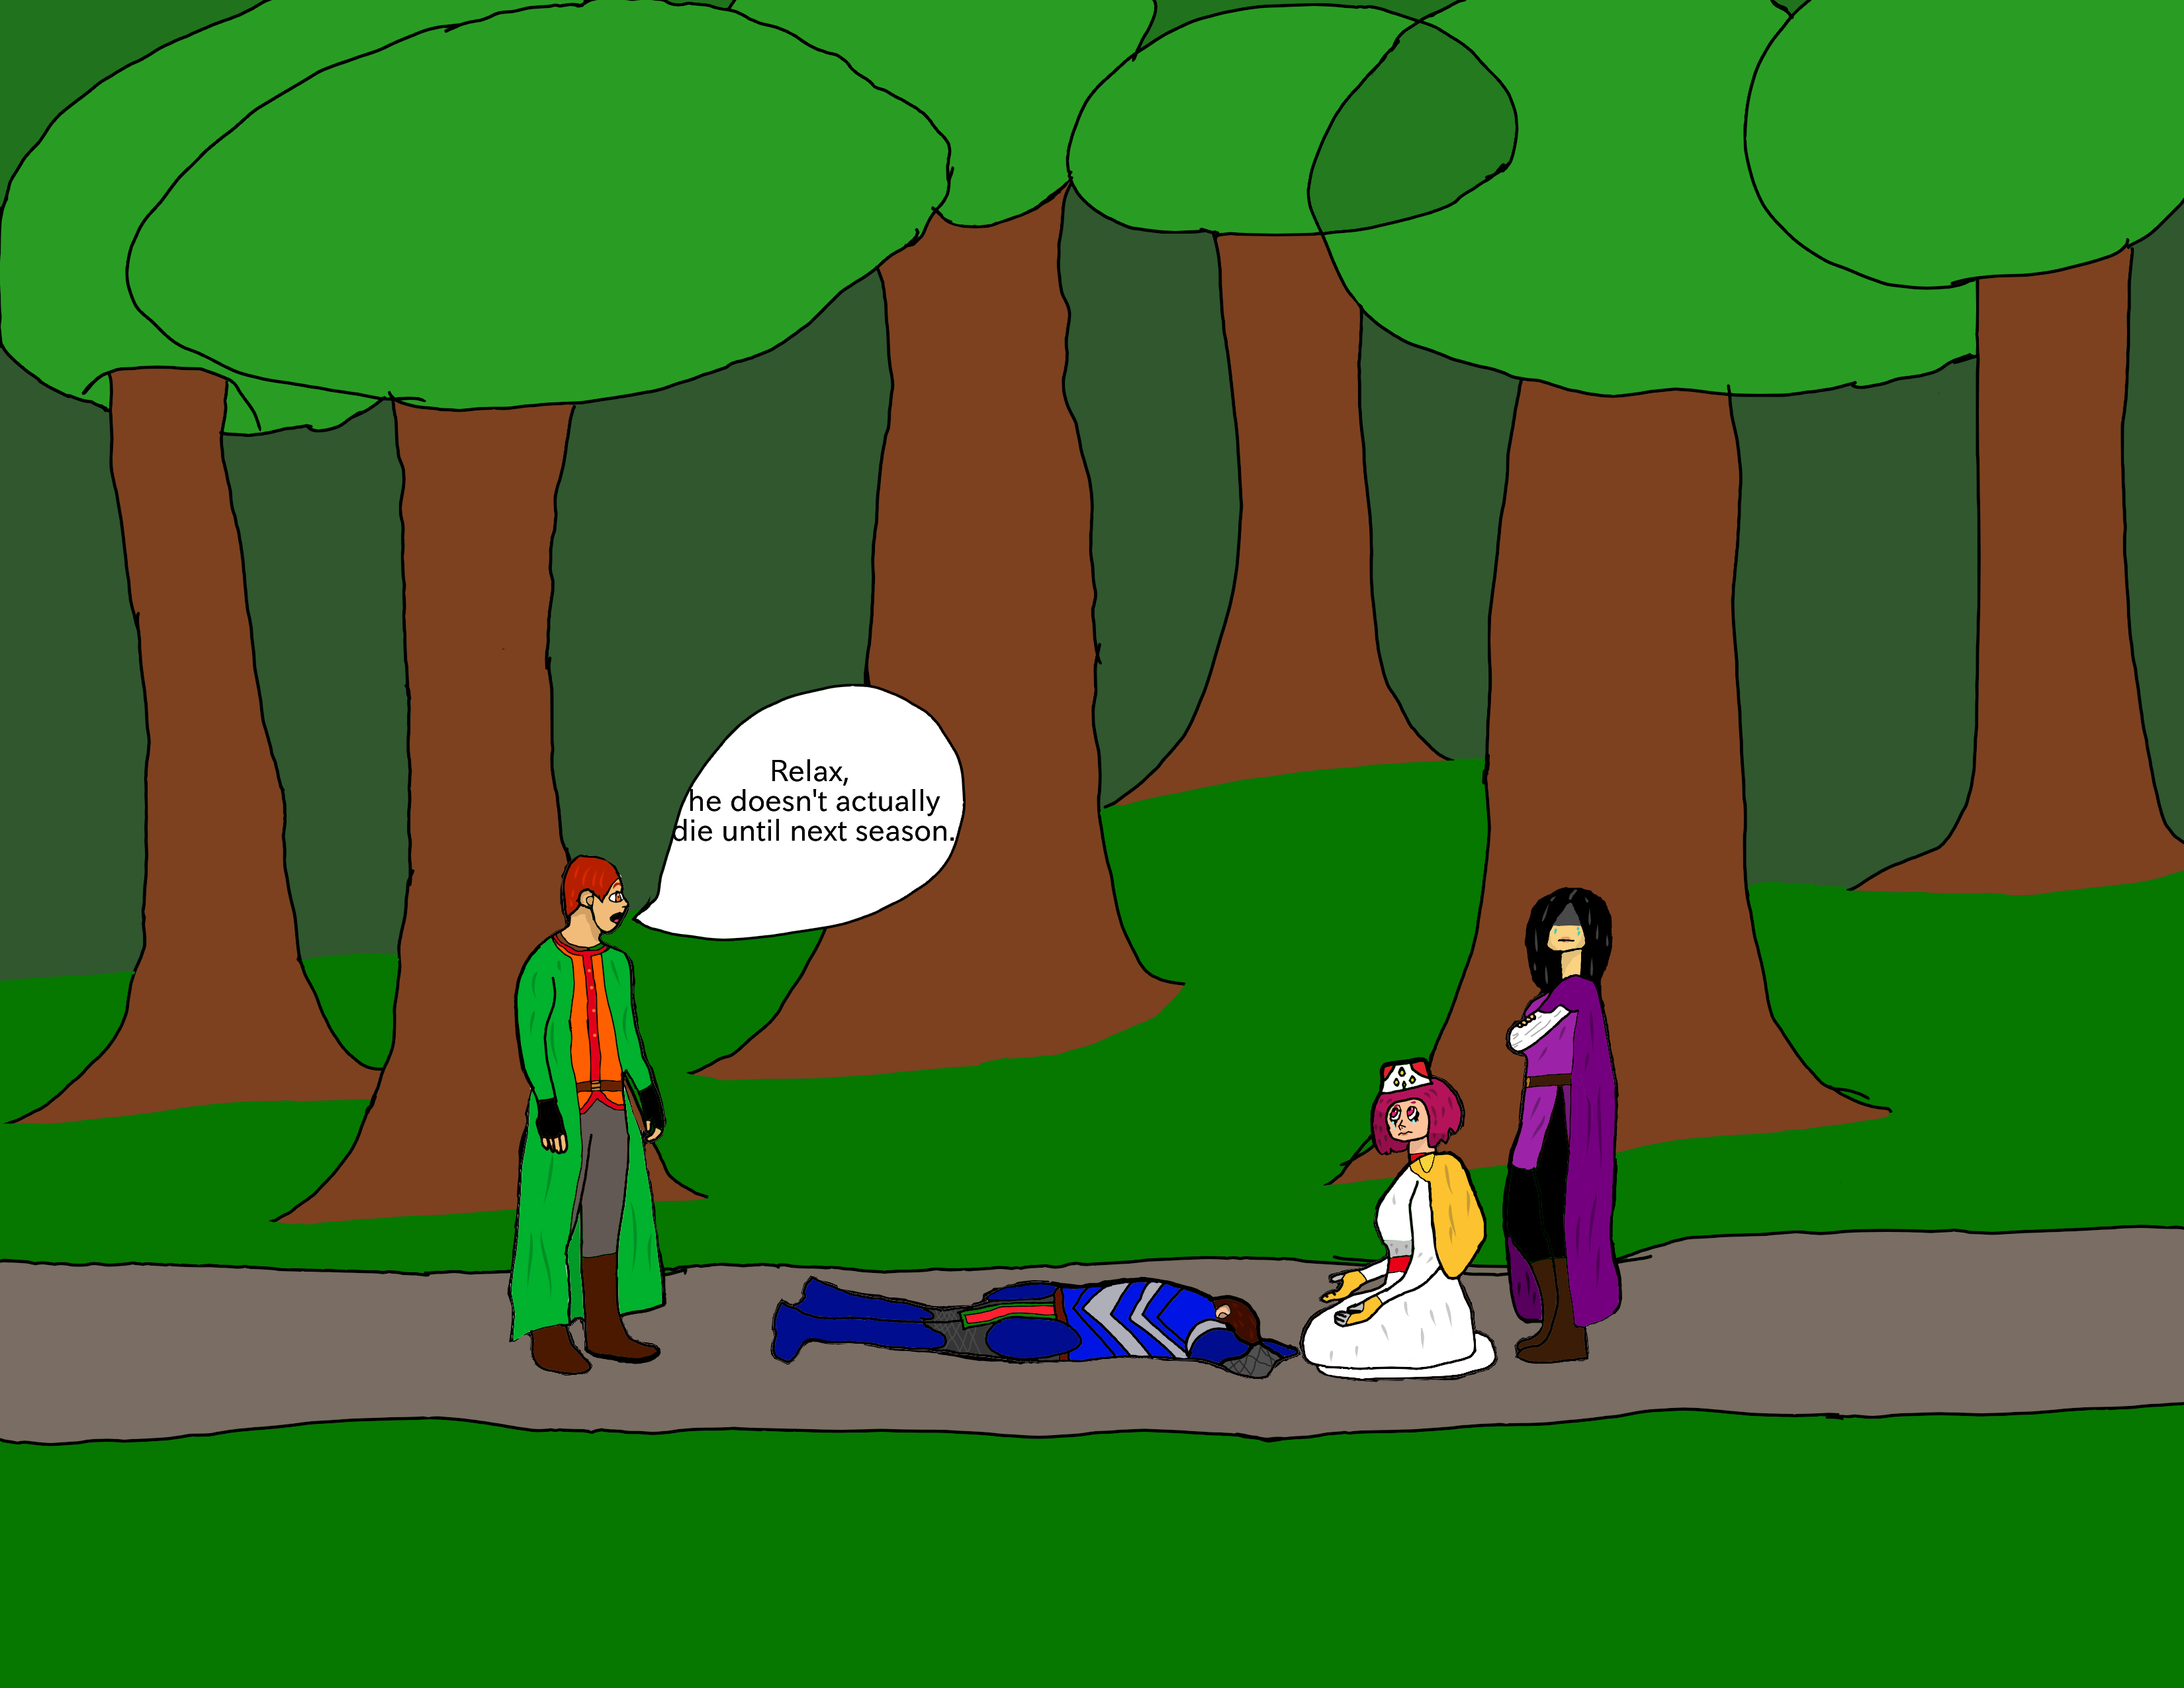 Relax,
he doesn't actually
die until next season.